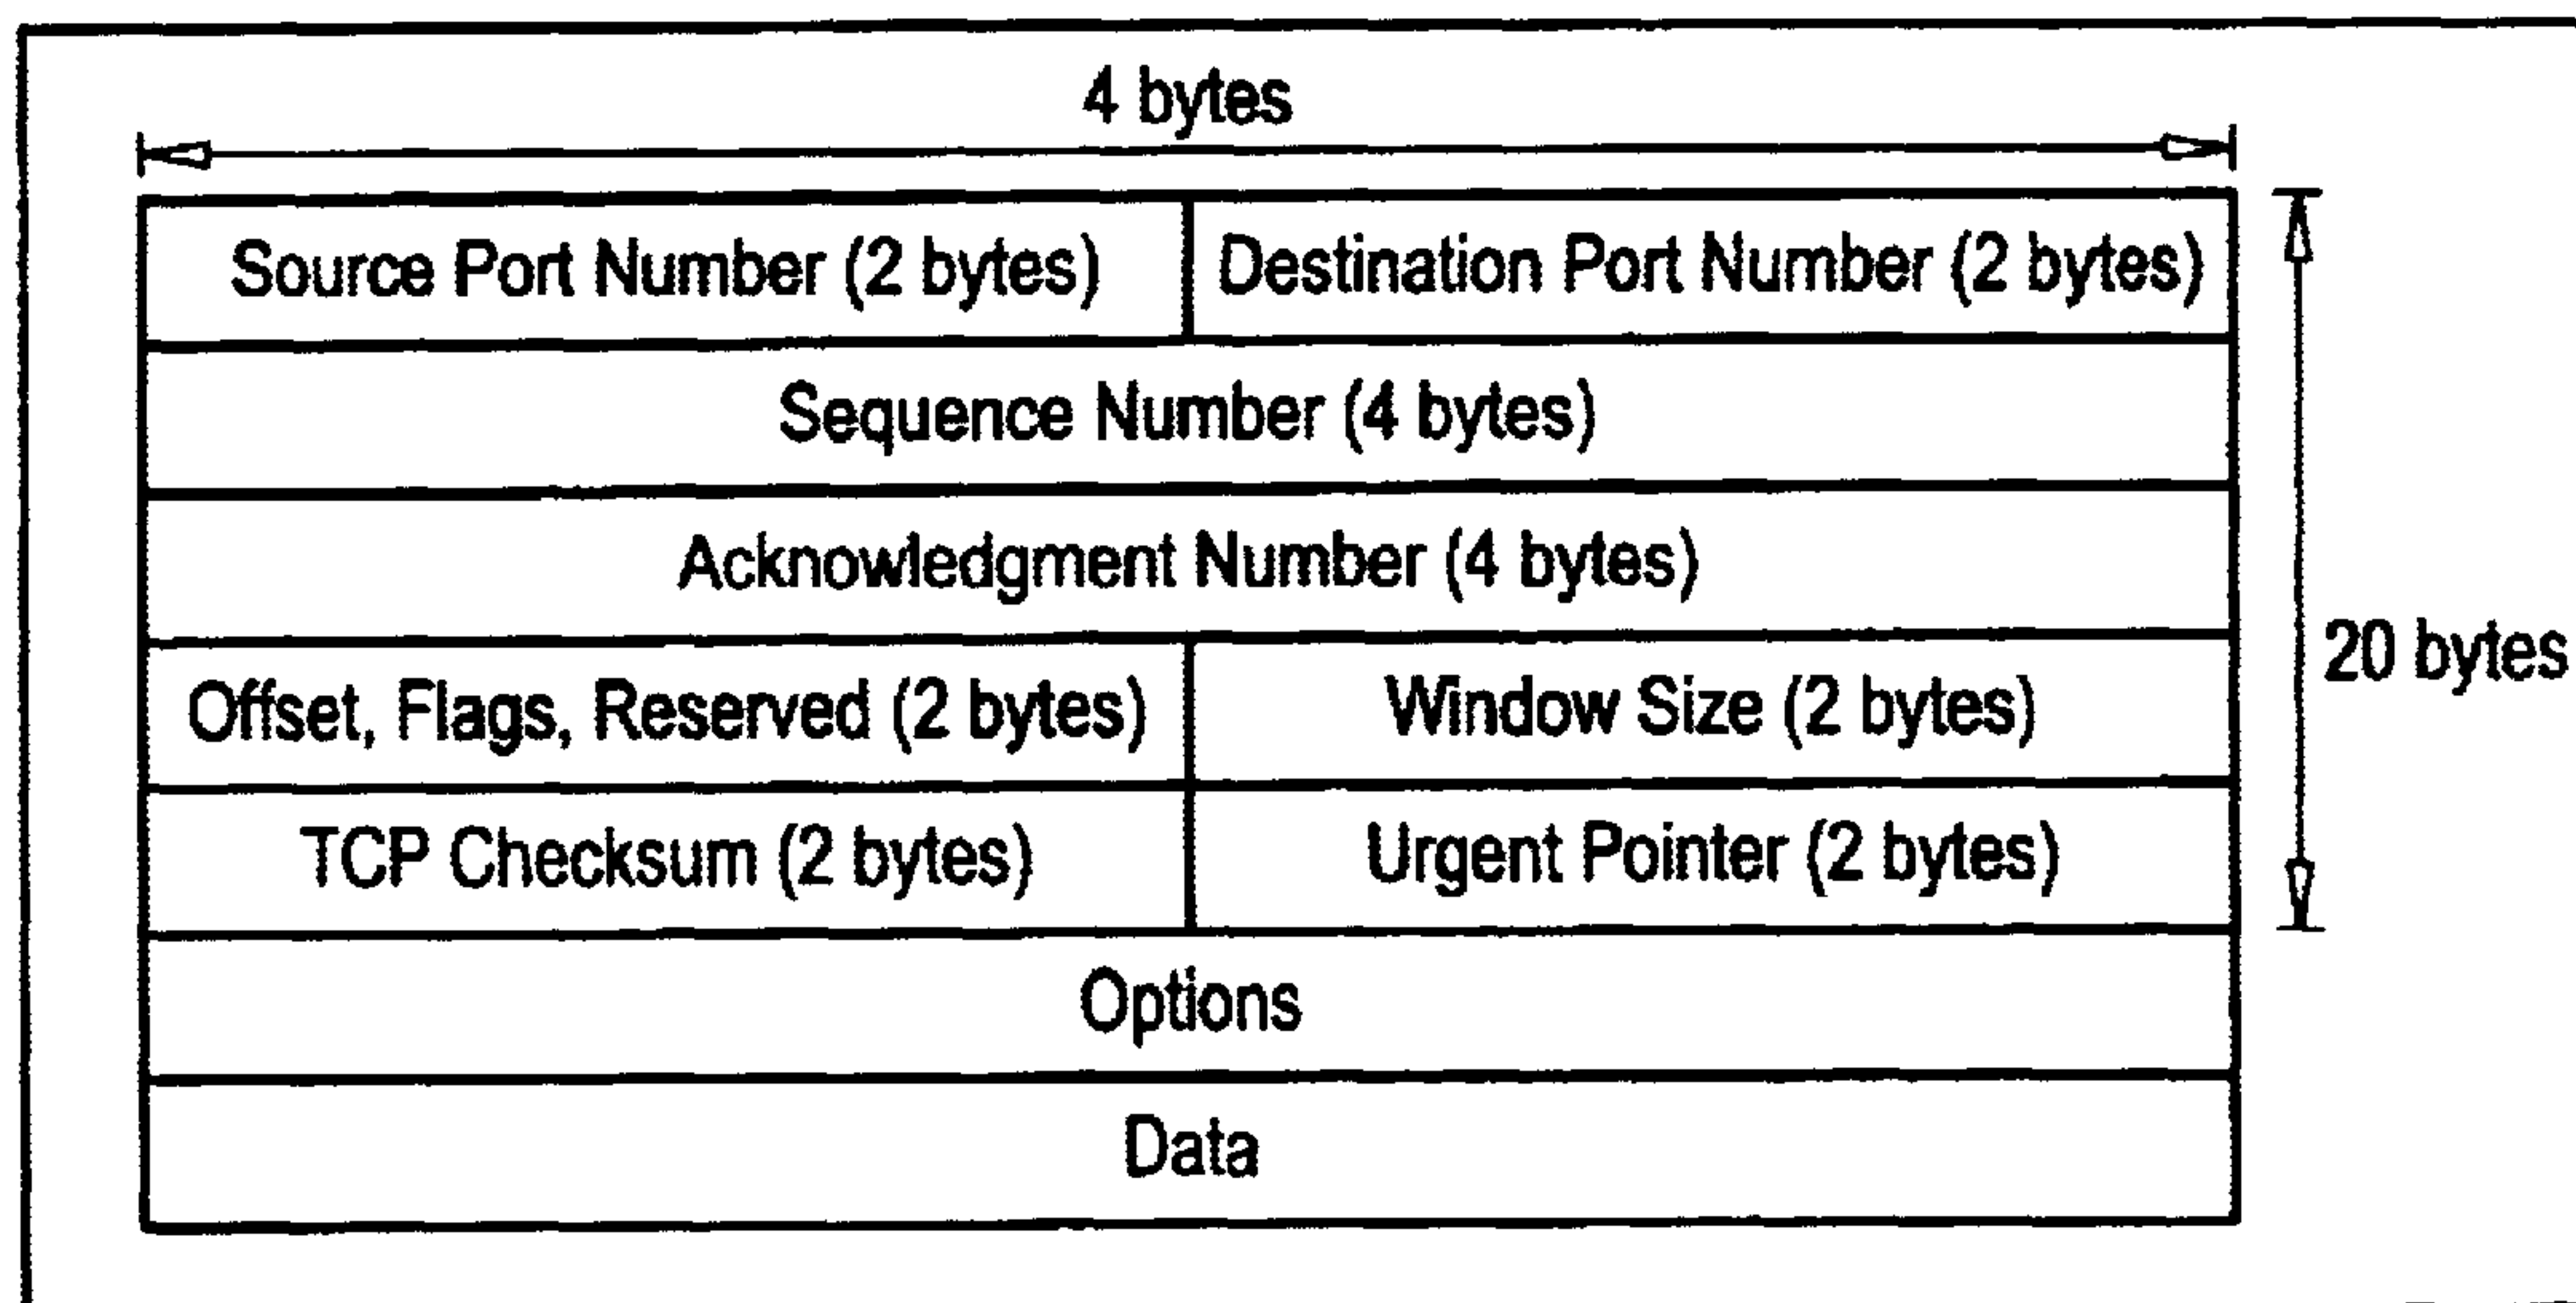 4 bytes
Source Port Number (2 bytes) Destination Port Number (2 bytes)
Sequence Number (4 bytes)
Acknowledgment Number (4 bytes)
20 bytes
Offset, Flags, Reserved (2 bytes) Window Size (2 bytes)
TCP Checksum (2 bytes) Urgent Pointer (2 bytes)
Options
Data